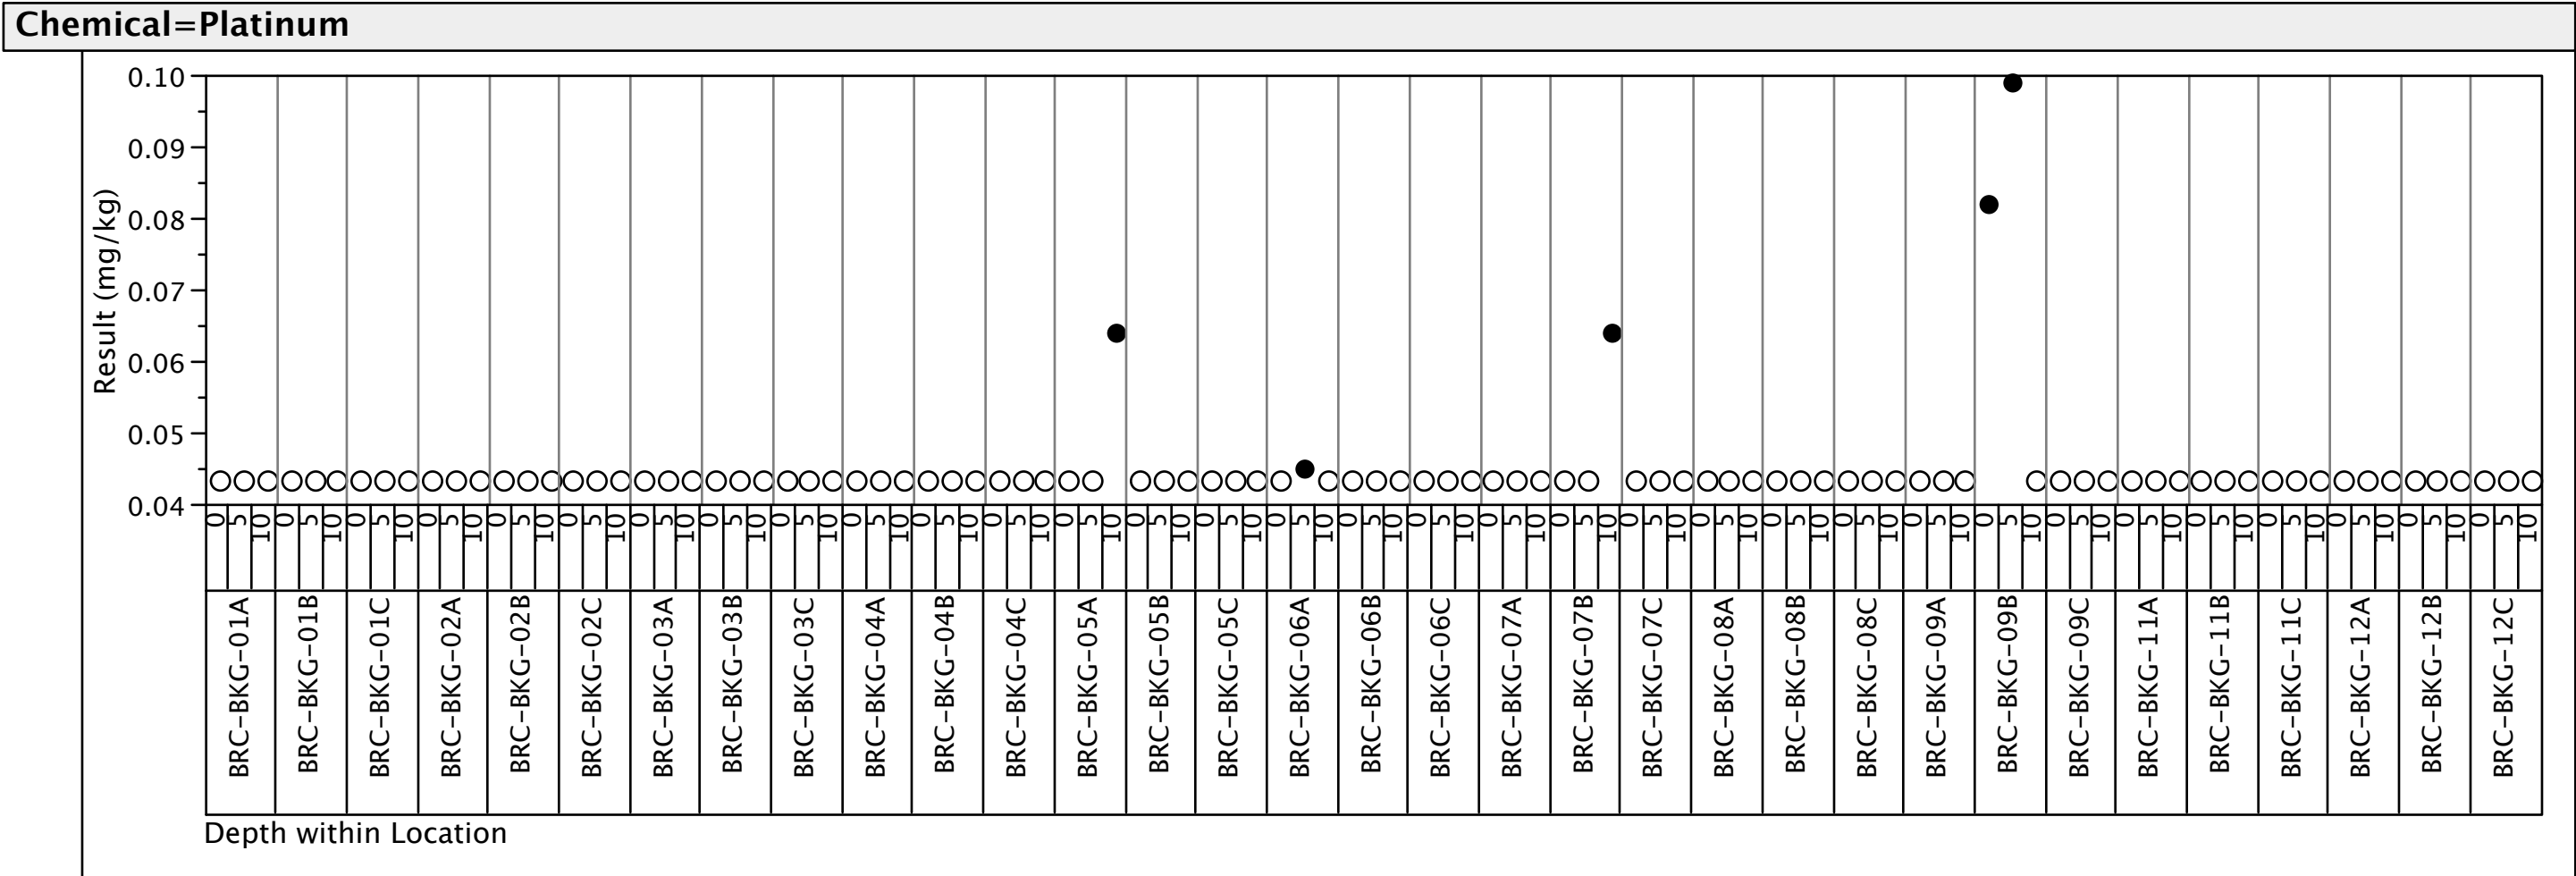 Chemical=Platinum
Result (mg/kg)
0.10
0.09
0.08
0.07
0.06
0.05
0.04
0 5 10 0 5 10 0 5 10 0 5 10 0 5 10 0 5 10 0 5 10 0 5 10 0 5 10 0 5 10 0 5 10 0 5 10 0 5 10 0 5 10 0 5 10 0 5 10 0 5 10 0 5 10 0 5 10 0 5 10 0 5 10 0 5 10 0 5 10 0 5 10 0 5 10 0 5 10 0 5 10 0 5 10 0 5 10 0 5 10 0 5 10 0 5 10 0 5 10
BRC-BKG-01A
BRC-BKG-01B
BRC-BKG-01C
BRC-BKG-02A
BRC-BKG-02B
BRC-BKG-02C
BRC-BKG-03A
BRC-BKG-03B
BRC-BKG-03C
BRC-BKG-04A
BRC-BKG-04B
BRC-BKG-04C
BRC-BKG-05A
BRC-BKG-05B
BRC-BKG-05C
BRC-BKG-06A
BRC-BKG-06B
BRC-BKG-06C
BRC-BKG-07A
BRC-BKG-07B
BRC-BKG-07C
BRC-BKG-08A
BRC-BKG-08B
BRC-BKG-08C
BRC-BKG-09A
BRC-BKG-09B
BRC-BKG-09C
BRC-BKG-11A
BRC-BKG-11B
BRC-BKG-11C
BRC-BKG-12A
BRC-BKG-12B
BRC-BKG-12C
Depth within Location